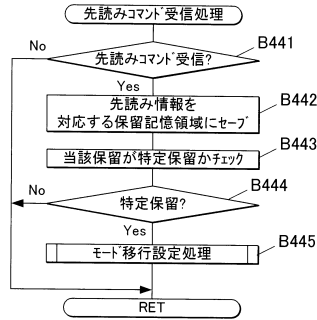 先読みコマンド受信処理
B441
No
先読みコマンド受信?
Yes
B442
先読み情報を
対応する保留記憶領域にセーブ
B443
当該保留が特定保留かチェック
B444
No
特定保留?
Yes
B445
モード移行設定処理
RET